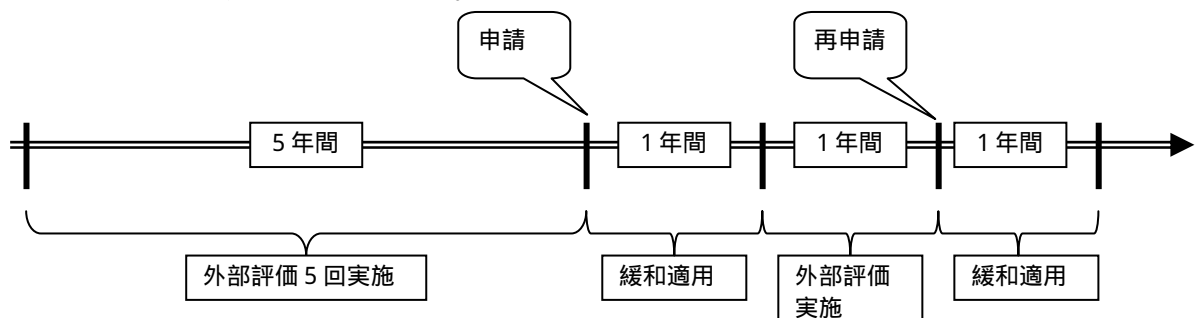 申請
再申請
5年間
1年間
1年間
1年間
外部評価5回実施
緩和適用
外部評価
実施
緩和適用